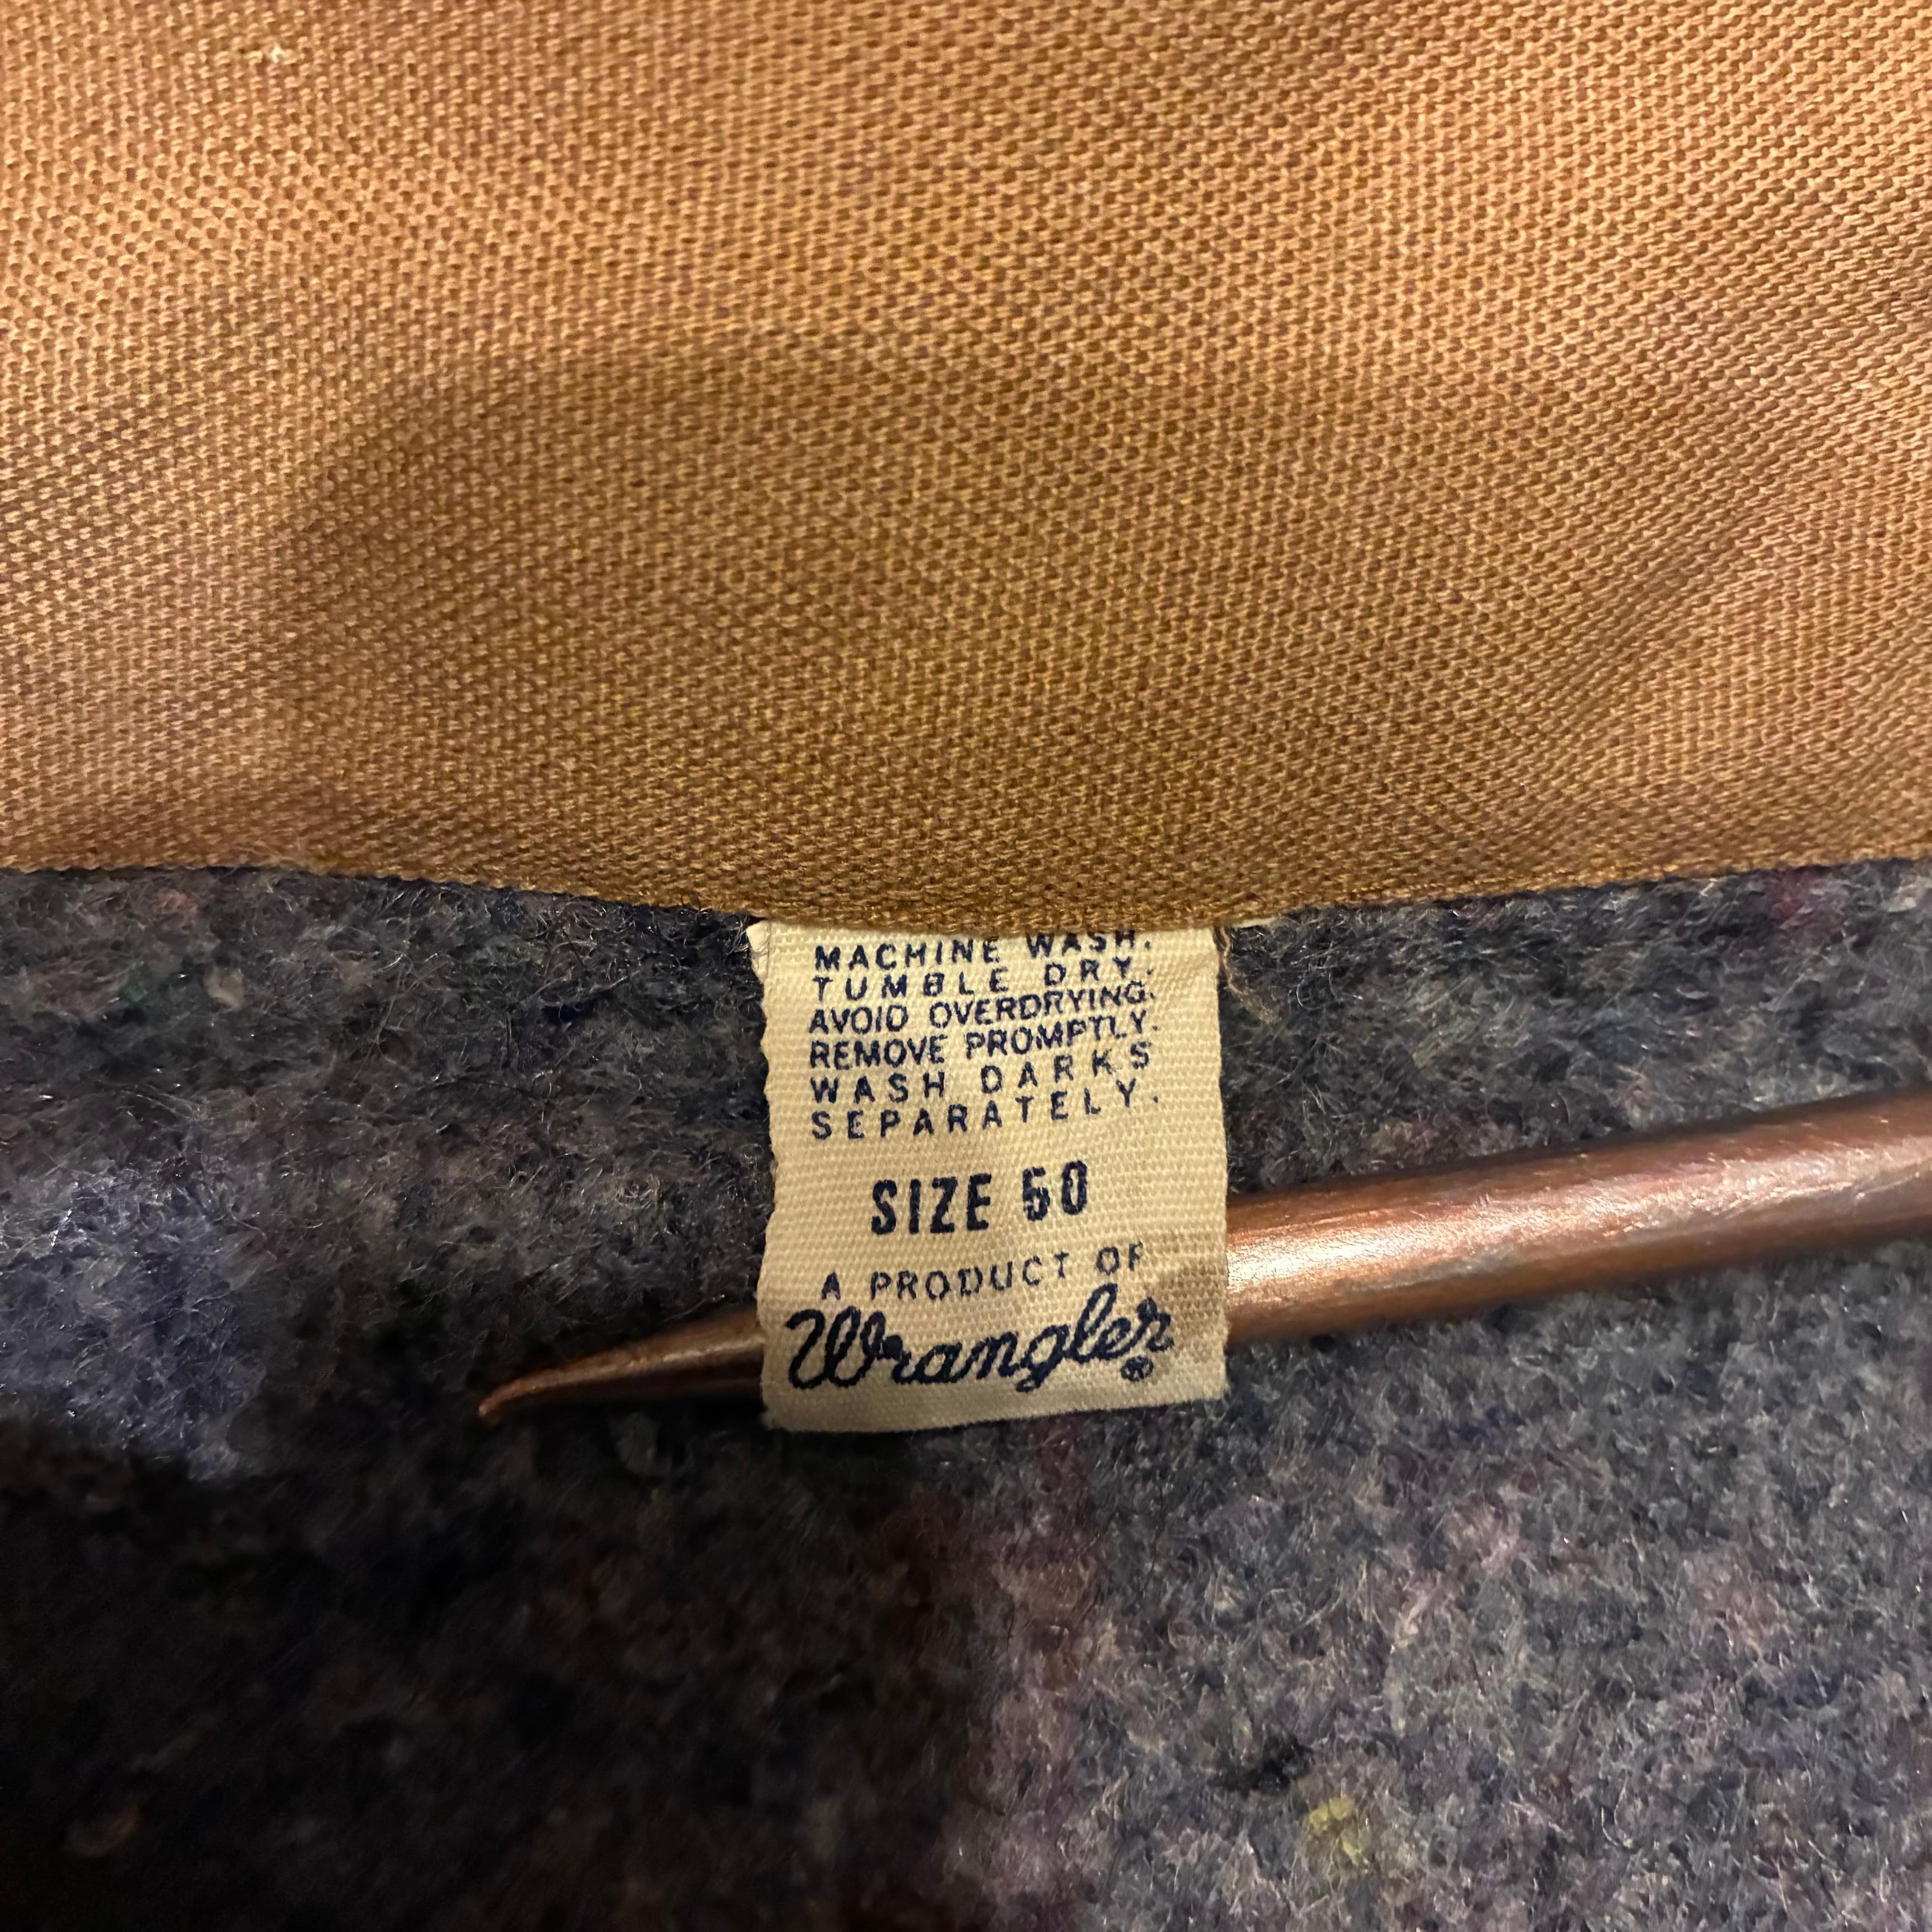 MACHINE WASH.
TUMBLE DRY.
AVOID OVERDRYING.
REMOVE PROMPTLY.
WASH DARKS
SEPARATELY.
SIZE 50
A PRODUCT OF
Wrangler®